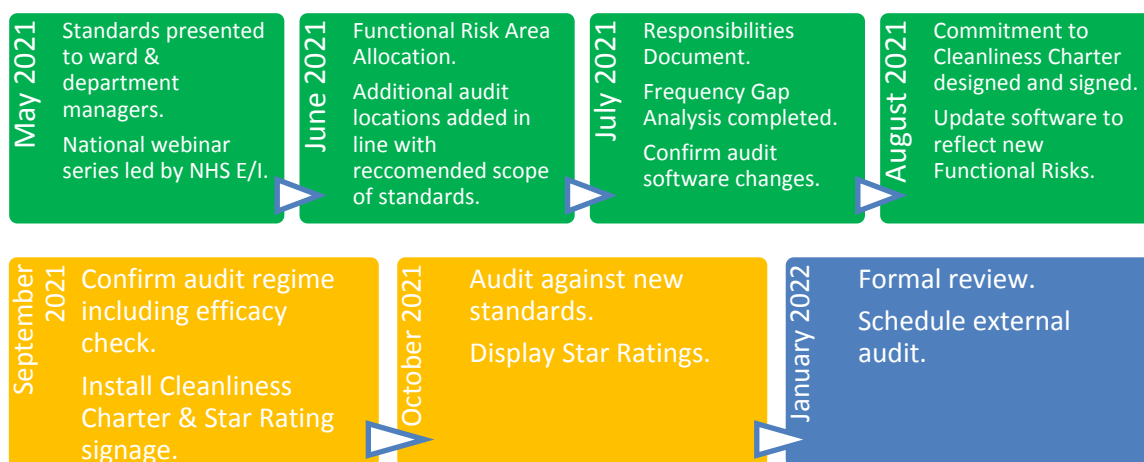 May 2021
Standards presented
to ward &
department
managers.
National webinar
series led by NHS E/I.
June 2021
Functional Risk Area
Allocation.
Additional audit
locations added in
line with
reccomended scope
of standards.
July 2021
Responsibilities
Document.
Frequency Gap
Analysis completed.
Confirm audit
software changes.
August 2021
Commitment to
Cleanliness Charter
designed and signed.
Update software to
reflect new
Functional Risks.
September
2021
Confirm audit regime
including efficacy
check.
Install Cleanliness
Charter & Star Rating
signage.
October 2021
Audit against new
standards.
Display Star Ratings.
January 2022
Formal review.
Schedule external
audit.